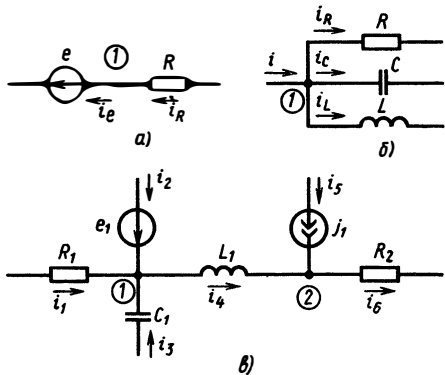 e 1 R
i_e i_R
а)
i_R R
i i_C C
1 i_L L
б)
i_2 i_5
e_1 j_1
R_1 L_1 R_2
i_1 1 i_4 2 i_6
C_1
i_3
в)